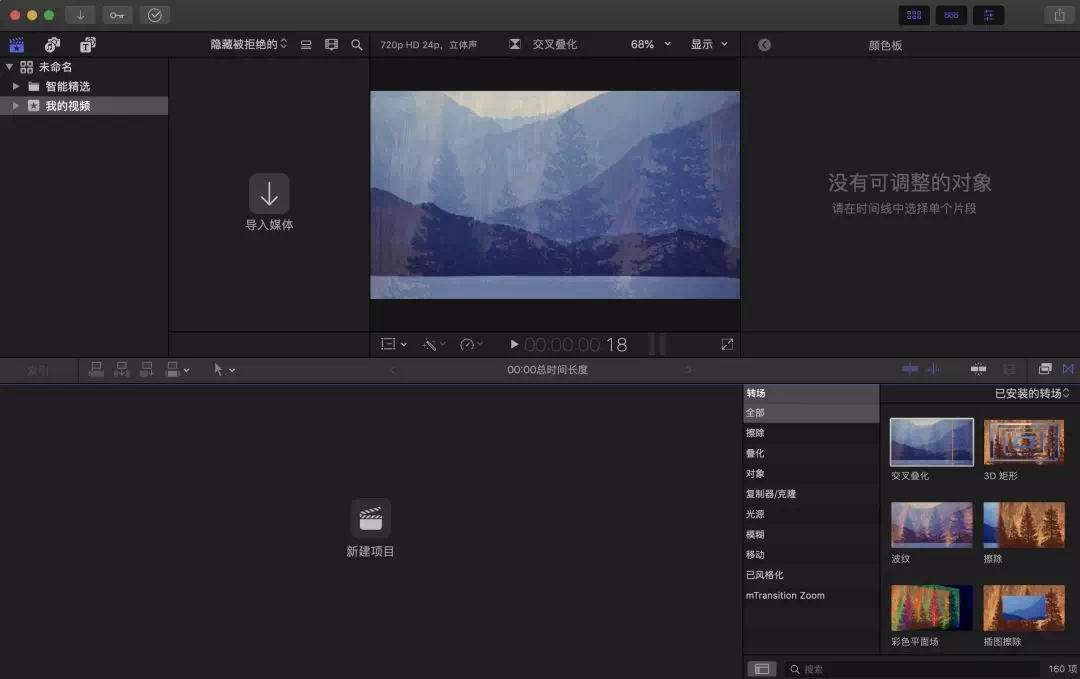 隐藏被拒绝的
720p HD 24p，立体声
交叉叠化
68%
显示
颜色板
未命名
智能精选
我的视频
导入媒体
没有可调整的对象
请在时间线中选择单个片段
00:00:00:00 18
索引
00:00总时长度
转场
已安装的转场
全部
擦除
叠化
对象
复制器/克隆
光源
模糊
移动
已风格化
mTransition Zoom
交叉叠化
3D 矩形
波纹
擦除
彩色平面场
插图擦除
新建项目
搜索
160 项